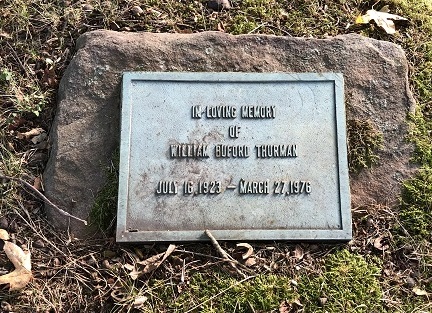 IN LOVING MEMORY
OF
WILLIAM BUFORD THURMAN
JULY 16, 1923 — MARCH 27, 1976